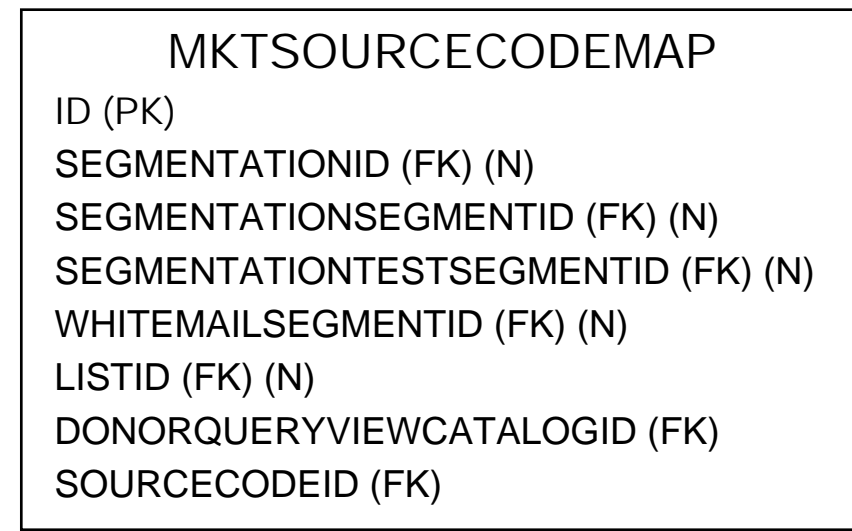 MKTSOURCECODEMAP
ID (PK)
SEGMENTATIONID (FK) (N)
SEGMENTATIONSEGMENTID (FK) (N)
SEGMENTATIONTESTSEGMENTID (FK) (N)
WHITEMAILSEGMENTID (FK) (N)
LISTID (FK) (N)
DONORQUERYVIEWCATALOGID (FK)
SOURCECODEID (FK)